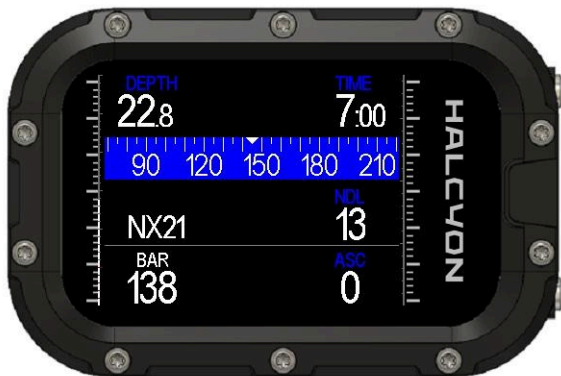 DEPTH TIME
22.8 7:00
90 120 150 180 210
NDL
NX21 13
BAR ASC
138 0
HALCYON